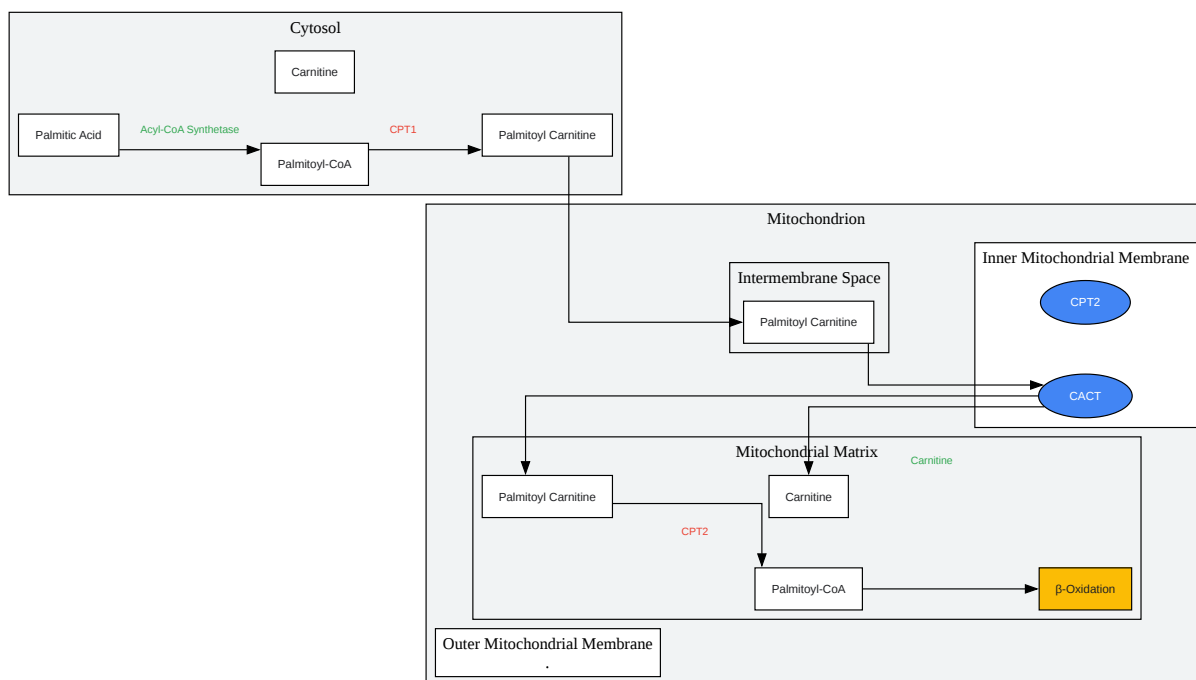 Cytosol
Carnitine
Palmitic Acid
Acyl-CoA Synthetase
CPT1
Palmitoyl Carnitine
Palmitoyl-CoA
Mitochondrion
Inner Mitochondrial Membrane
Intermembrane Space
CPT2
Palmitoyl Carnitine
CACT
Mitochondrial Matrix
Carnitine
Palmitoyl Carnitine
Carnitine
CPT2
Palmitoyl-CoA
β-Oxidation
Outer Mitochondrial Membrane
.